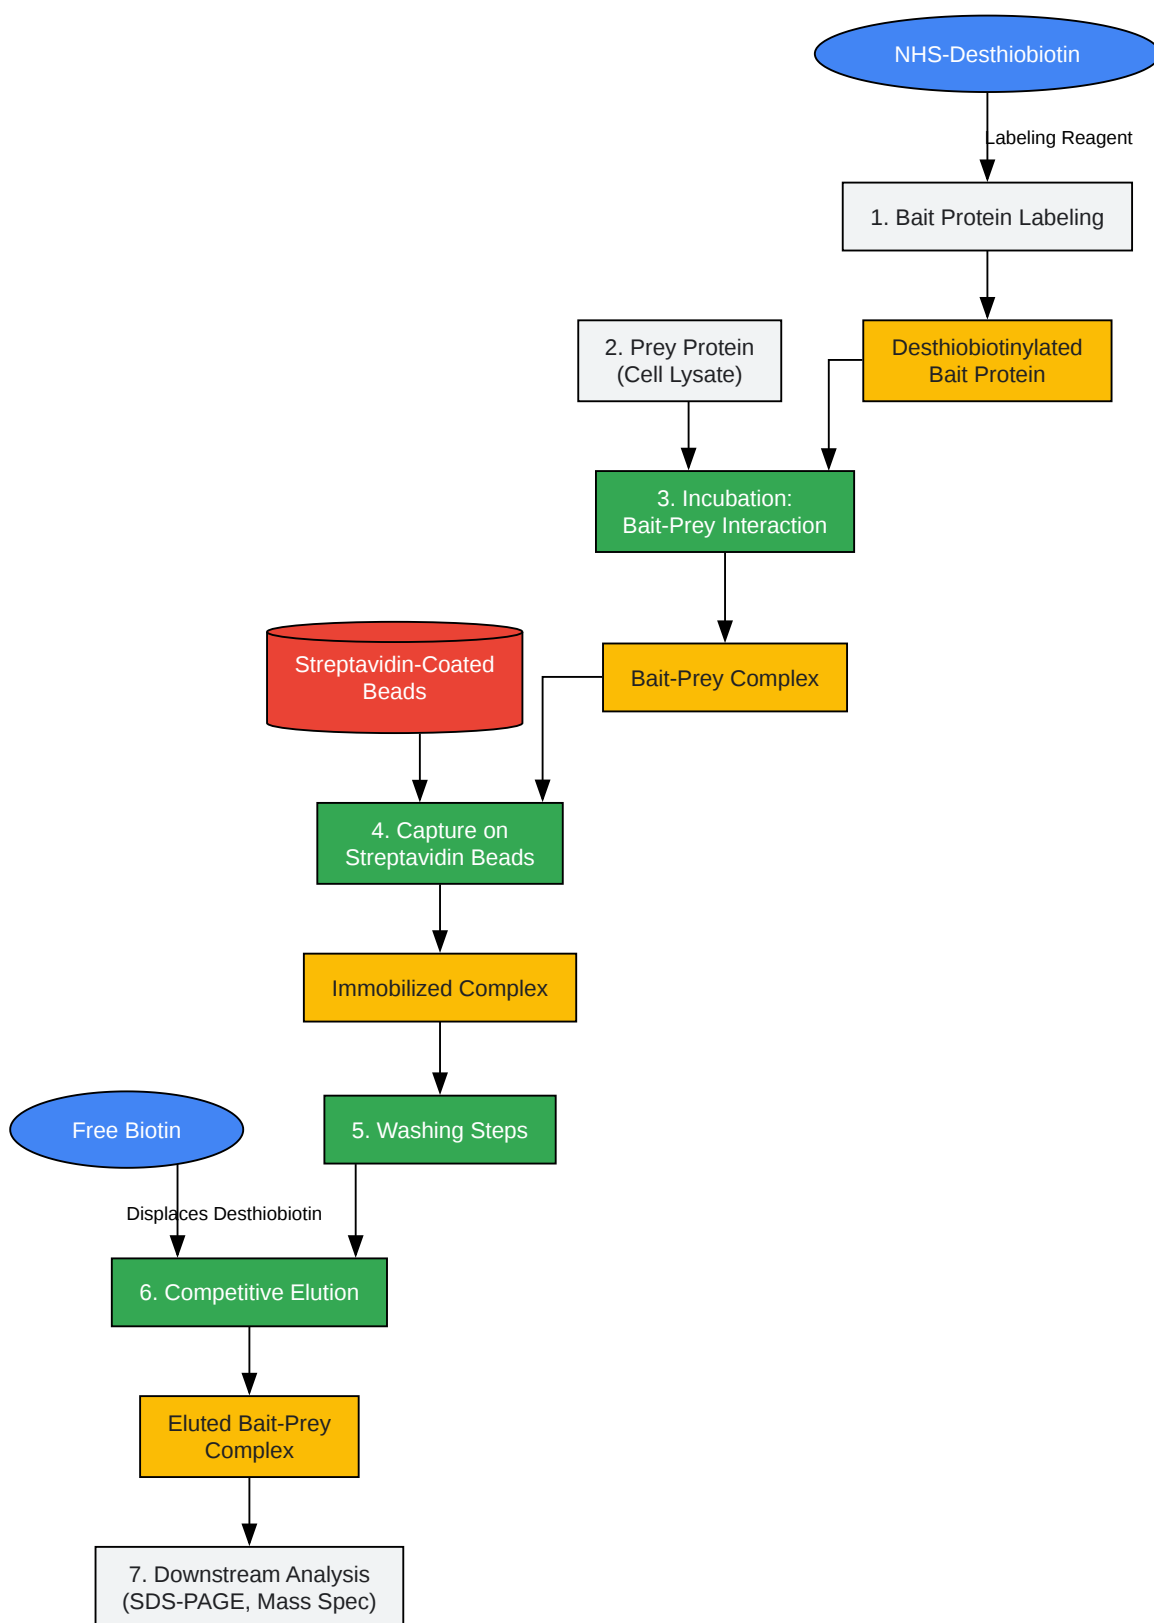 NHS-Desthiobiotin
Labeling Reagent
1. Bait Protein Labeling
2. Prey Protein
(Cell Lysate)
Desthiobiotinylated
Bait Protein
3. Incubation:
Bait-Prey Interaction
Streptavidin-Coated
Beads
Bait-Prey Complex
4. Capture on
Streptavidin Beads
Immobilized Complex
Free Biotin
5. Washing Steps
Displaces Desthiobiotin
6. Competitive Elution
Eluted Bait-Prey
Complex
7. Downstream Analysis
(SDS-PAGE, Mass Spec)